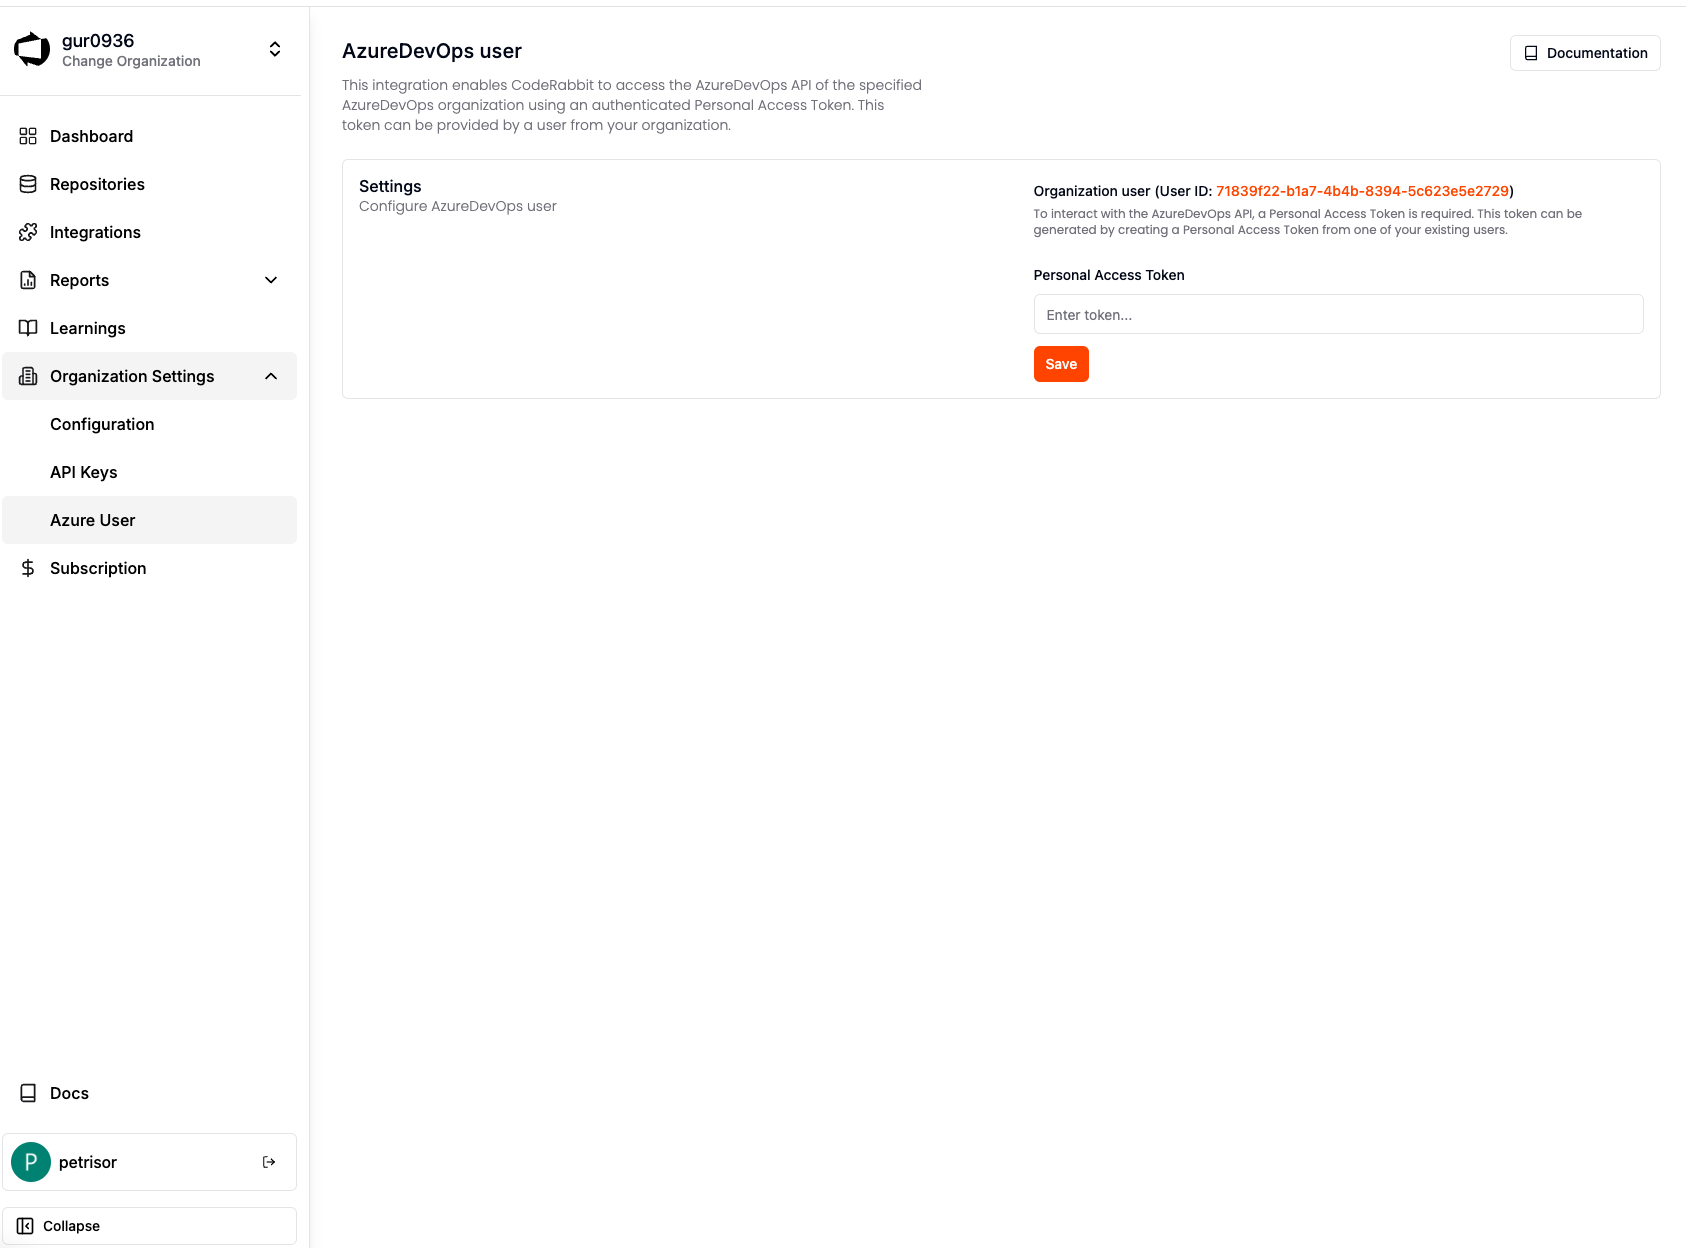 gur0936
Change Organization
Dashboard
Repositories
Integrations
Reports
Learnings
Organization Settings
Configuration
API Keys
Azure User
Subscription
Docs
P petrisor
Collapse
AzureDevOps user
Documentation
This integration enables CodeRabbit to access the AzureDevOps API of the specified
AzureDevOps organization using an authenticated Personal Access Token. This
token can be provided by a user from your organization.
Settings
Configure AzureDevOps user
Organization user (User ID: 71839f22-b1a7-4b4b-8394-5c623e5e2729)
To interact with the AzureDevOps API, a Personal Access Token is required. This token can be
generated by creating a Personal Access Token from one of your existing users.
Personal Access Token
Enter token...
Save